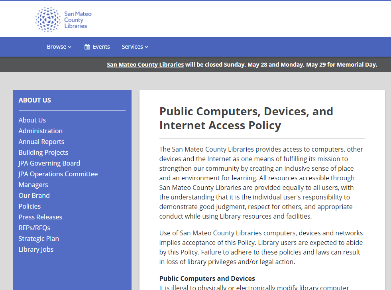 San Mateo
County
Libraries
Browse
Events
Services
San Mateo County Libraries will be closed Sunday, May 28 and Monday, May 29 for Memorial Day.
ABOUT US
About Us
Administration
Annual Reports
Building Projects
JPA Governing Board
JPA Operations Committee
Managers
Our Brand
Policies
Press Releases
RFPs/RFQs
Strategic Plan
Library Jobs
Public Computers, Devices, and
Internet Access Policy
The San Mateo County Libraries provides access to computers, other
devices and the Internet as one means of fulfilling its mission to
strengthen our community by creating an inclusive sense of place
and an environment for learning. All resources accessible through
San Mateo County Libraries are provided equally to all users, with
the understanding that it is the individual user's responsibility to
demonstrate good judgment, respect for others, and appropriate
conduct while using Library resources and facilities.
Use of San Mateo County Libraries computers, devices and networks
implies acceptance of this Policy. Library users are expected to abide
by this Policy. Failure to adhere to these policies and laws can result
in loss of library privileges and/or legal action.
Public Computers and Devices
It is illegal to physically or electronically modify library computer